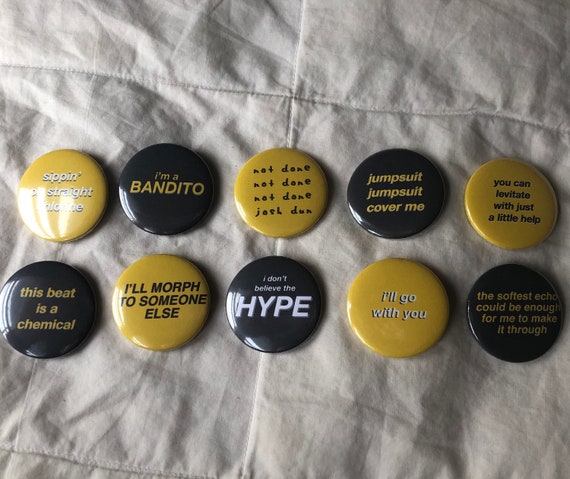 sippin'
on straight
chlorine
i'm a
BANDITO
not done
not done
not done
josh dun
jumpsuit
jumpsuit
cover me
you can
levitate
with just
a little help
this beat
is a
chemical
I'LL MORPH
TO SOMEONE
ELSE
i don't
believe the
HYPE
i'll go
with you
the softest echo
could be enough
for me to make
it through